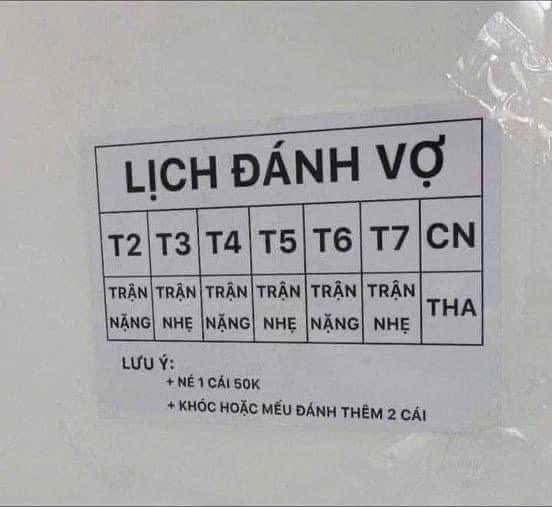 LỊCH ĐÁNH VỢ
T2 T3 T4 T5 T6 T7 CN
TRẬN NẶNG TRẬN NHẸ TRẬN NẶNG TRẬN NHẸ TRẬN NẶNG TRẬN NHẸ THA
LƯU Ý:
+ NÉ 1 CÁI 50K
+ KHÓC HOẶC MẾU ĐÁNH THÊM 2 CÁI